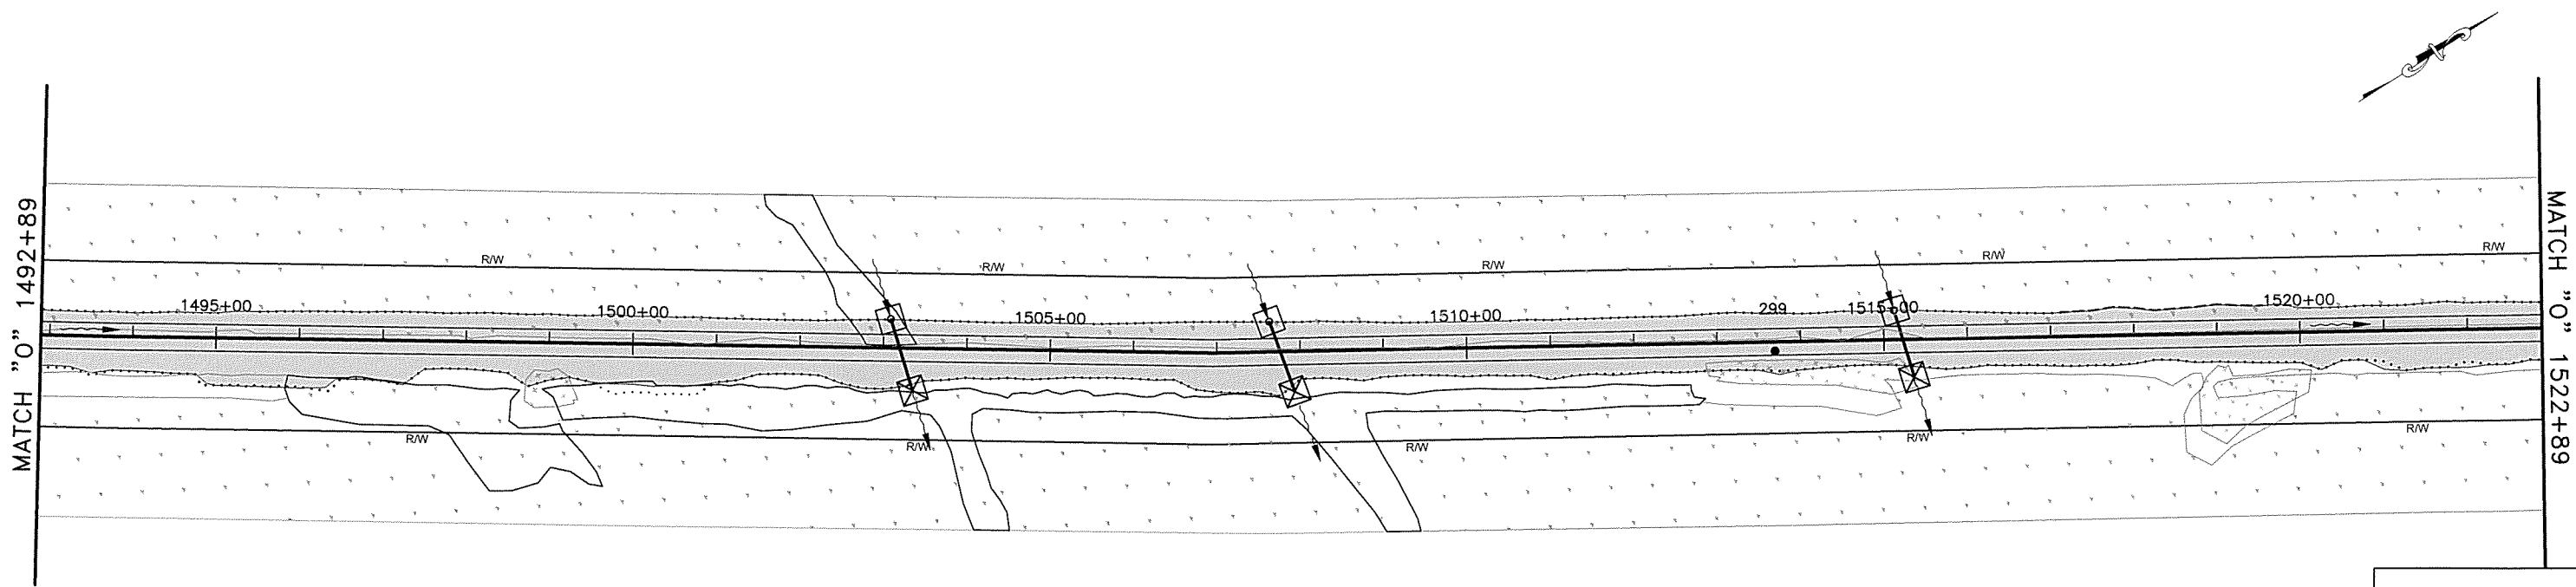 MATCH "O" 1492+89
R/W
R/W
R/W
R/W
R/W
1495+00
1500+00
1505+00
1510+00
299
1515+00
1520+00
R/W
R/W
R/W
R/W
R/W
MATCH "O" 1522+89